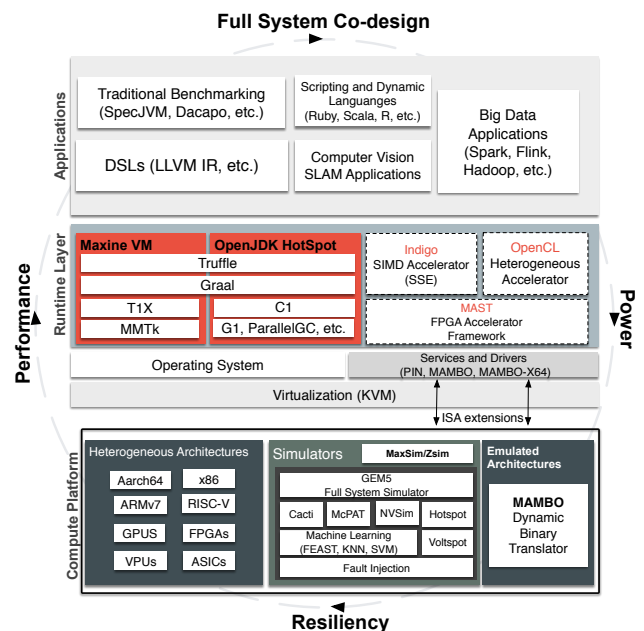 Full System Co-design
Applications
Traditional Benchmarking
(SpecJVM, Dacapo, etc.)
Scripting and Dynamic
Languanges
(Ruby, Scala, R, etc.)
Big Data
Applications
(Spark, Flink,
Hadoop, etc.)
DSLs (LLVM IR, etc.)
Computer Vision
SLAM Applications
Performance
Power
Runtime Layer
Maxine VM
OpenJDK HotSpot
Truffle
Graal
T1X
C1
MMTk
G1, ParallelGC, etc.
Indigo
SIMD Accelerator
(SSE)
OpenCL
Heterogeneous
Accelerator
MAST
FPGA Accelerator
Framework
Operating System
Services and Drivers
(PIN, MAMBO, MAMBO-X64)
Virtualization (KVM)
ISA extensions
Compute Platform
Heterogeneous Architectures
Aarch64
x86
ARMv7
RISC-V
GPUS
FPGAs
VPUs
ASICs
Simulators
MaxSim/Zsim
GEM5
Full System Simulator
Cacti
McPAT
NVSim
Hotspot
Machine Learning
(FEAST, KNN, SVM)
Voltspot
Fault Injection
Emulated
Architectures
MAMBO
Dynamic
Binary
Translator
Resiliency